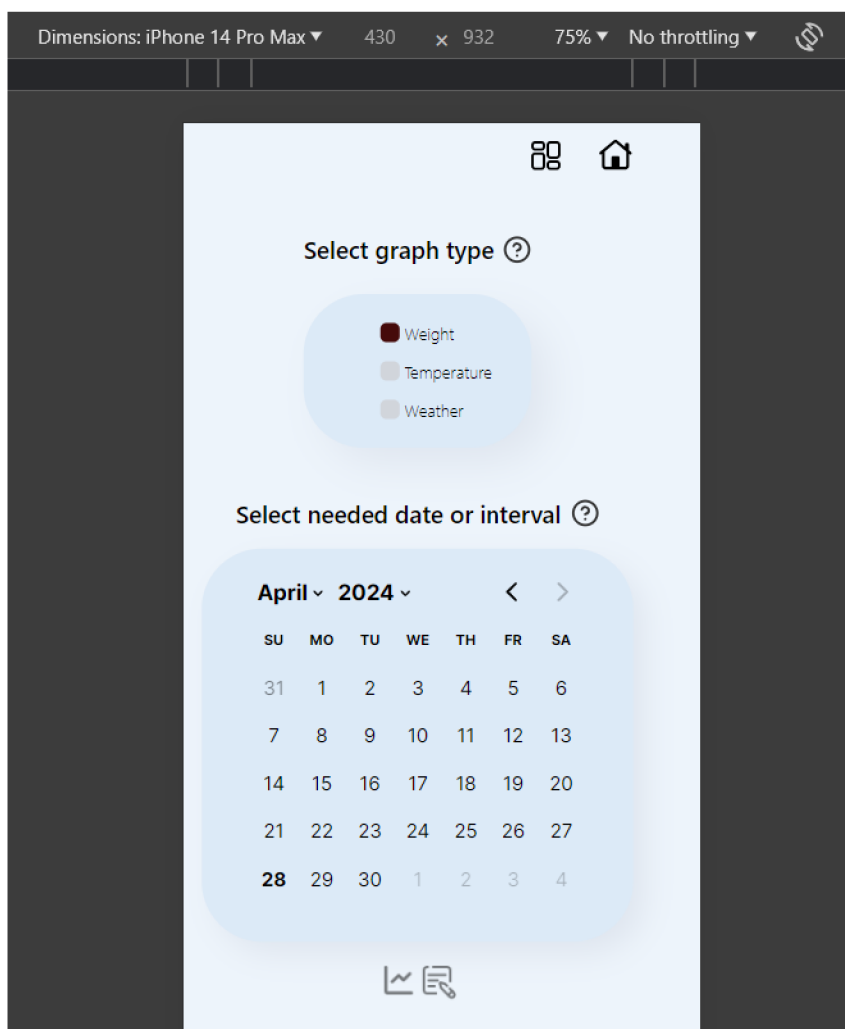 Dimensions: iPhone 14 Pro Max ▼ 430 × 932 75% ▼ No throttling ▼
Select graph type ?
Weight
Temperature
Weather
Select needed date or interval ?
April 2024
SU MO TU WE TH FR SA
31 1 2 3 4 5 6
7 8 9 10 11 12 13
14 15 16 17 18 19 20
21 22 23 24 25 26 27
28 29 30 1 2 3 4